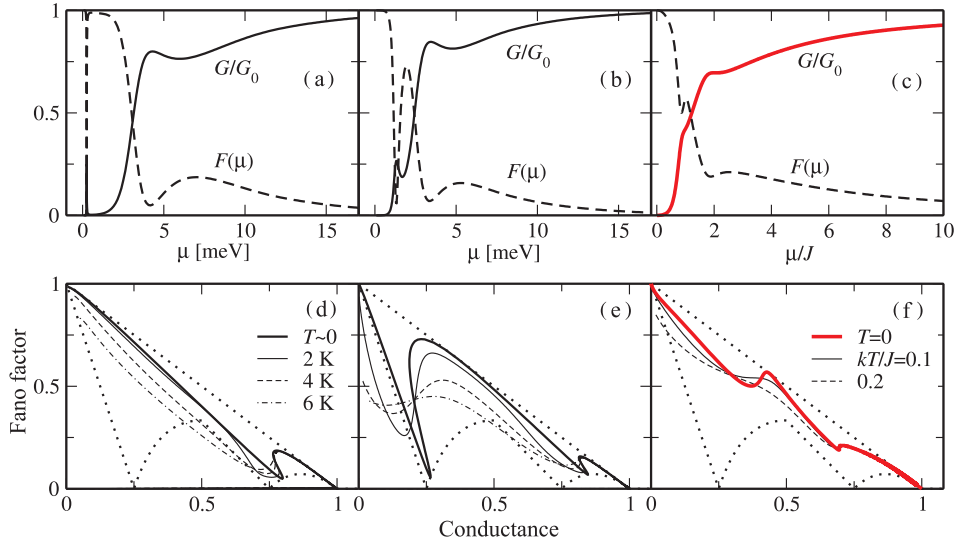 1
0.5
0
G/G0
(a)
F(μ)
0 5 10 15
μ [meV]
G/G0
(b)
F(μ)
0 5 10 15
μ [meV]
G/G0
(c)
F(μ)
0 2 4 6 8 10
μ/J
Fano factor
1
0.5
0
(d)
T~0
2 K
4 K
6 K
0 0.5 1
(e)
0 0.5 1
(f)
T=0
kT/J=0.1
0.2
0 0.5 1
Conductance